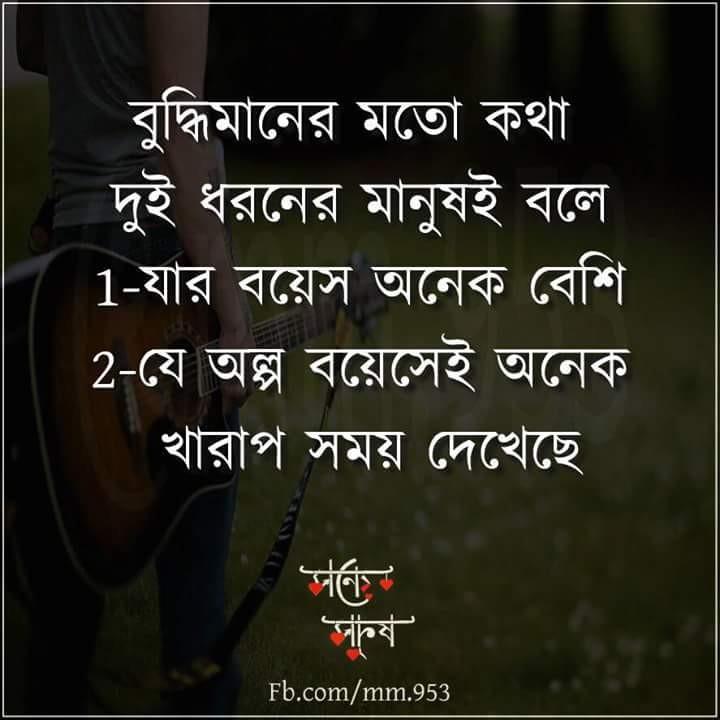 বুদ্ধিমানের মতো কথা
দুই ধরনের মানুষই বলে
1-যার বয়েস অনেক বেশি
2-যে অল্প বয়েসেই অনেক
খারাপ সময় দেখেছে
মনের
মানুষ
Fb.com/mm.953